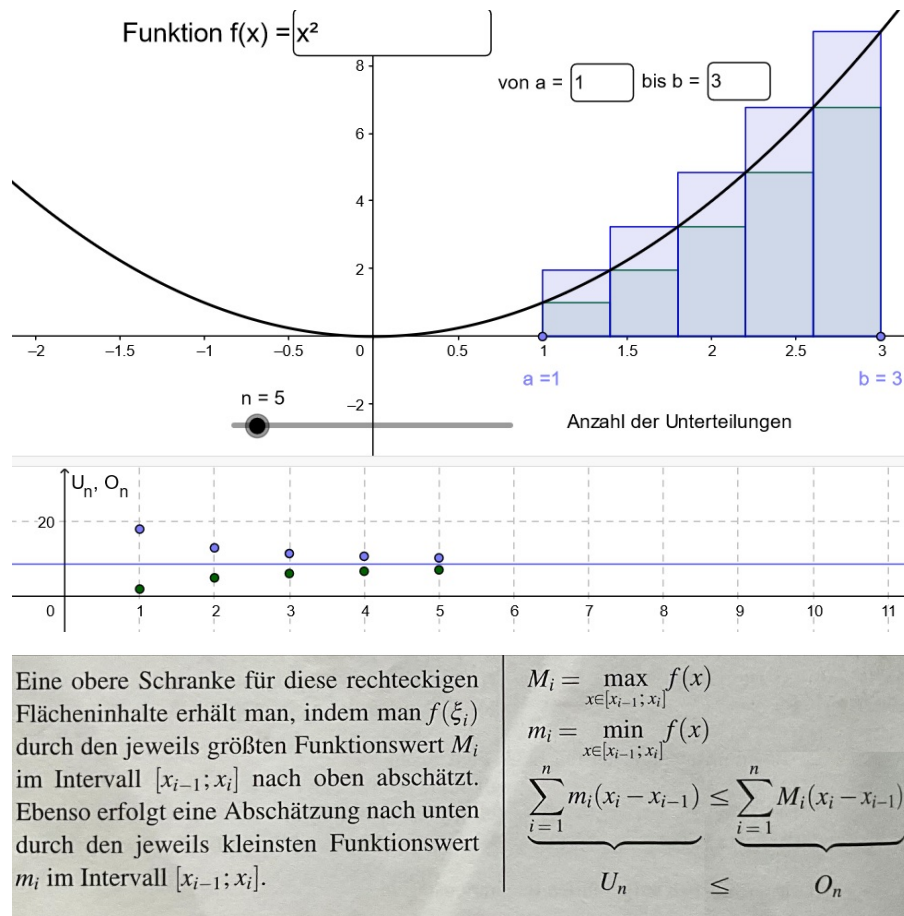 Funktion f(x) = x²
von a = 1 bis b = 3
8
6
4
2
−2
−1.5
−1
−0.5
0
0.5
1
1.5
2
2.5
3
a =1
b = 3
−2
n = 5
Anzahl der Unterteilungen
Uₙ, Oₙ
20
0
1
2
3
4
5
6
7
8
9
10
11
Eine obere Schranke für diese rechteckigen
Flächeninhalte erhält man, indem man f(ξᵢ)
durch den jeweils größten Funktionswert Mᵢ
im Intervall [xᵢ₋₁; xᵢ] nach oben abschätzt.
Ebenso erfolgt eine Abschätzung nach unten
durch den jeweils kleinsten Funktionswert
mᵢ im Intervall [xᵢ₋₁; xᵢ].
Mᵢ = max f(x)
x∈[xᵢ₋₁; xᵢ]
mᵢ = min f(x)
x∈[xᵢ₋₁; xᵢ]
n n
∑ mᵢ(xᵢ − xᵢ₋₁) ≤ ∑ Mᵢ(xᵢ − xᵢ₋₁)
i = 1 i = 1
Uₙ ≤ Oₙ